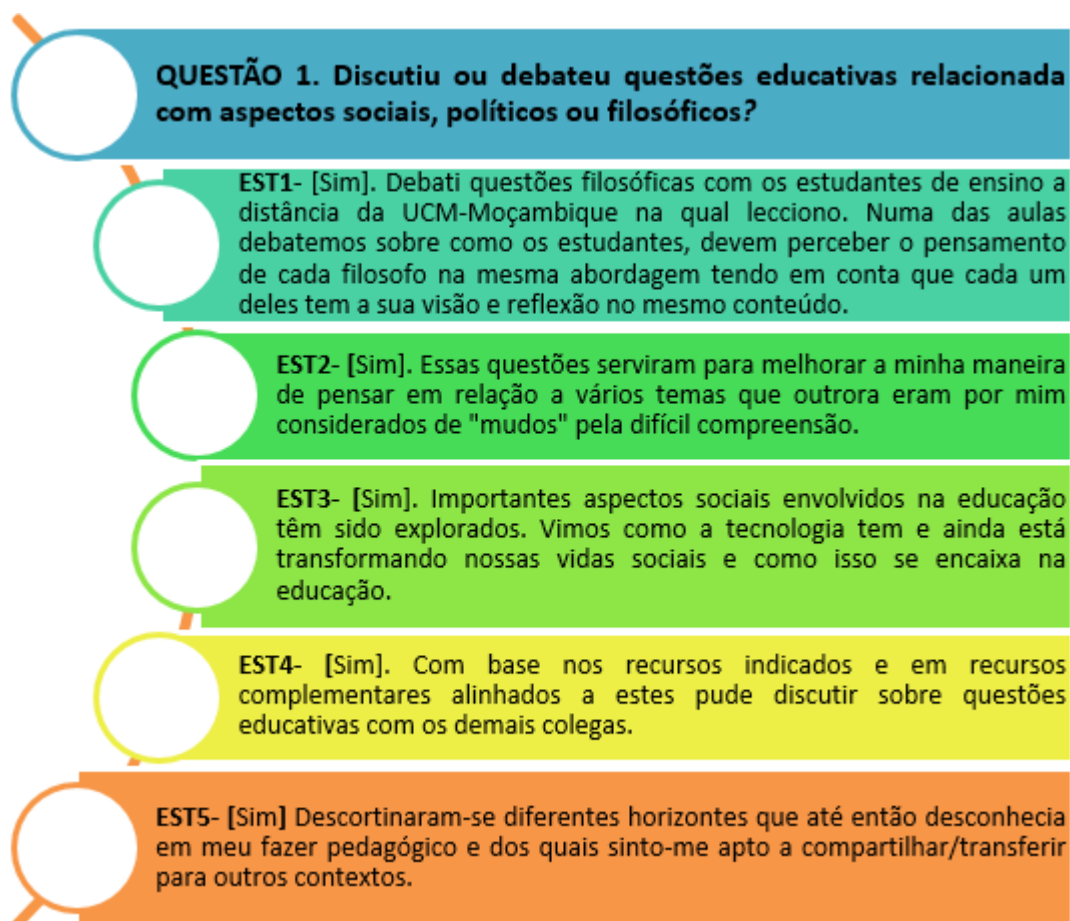 QUESTÃO 1. Discutiu ou debateu questões educativas relacionada
com aspectos sociais, políticos ou filosóficos?
EST1- [Sim]. Debati questões filosóficas com os estudantes de ensino a
distância da UCM-Moçambique na qual lecciono. Numa das aulas
debatemos sobre como os estudantes, devem perceber o pensamento
de cada filosofo na mesma abordagem tendo em conta que cada um
deles tem a sua visão e reflexão no mesmo conteúdo.
EST2- [Sim]. Essas questões serviram para melhorar a minha maneira
de pensar em relação a vários temas que outrora eram por mim
considerados de "mudos" pela difícil compreensão.
EST3- [Sim]. Importantes aspectos sociais envolvidos na educação
têm sido explorados. Vimos como a tecnologia tem e ainda está
transformando nossas vidas sociais e como isso se encaixa na
educação.
EST4- [Sim]. Com base nos recursos indicados e em recursos
complementares alinhados a estes pude discutir sobre questões
educativas com os demais colegas.
EST5- [Sim] Descortinaram-se diferentes horizontes que até então desconhecia
em meu fazer pedagógico e dos quais sinto-me apto a compartilhar/transferir
para outros contextos.